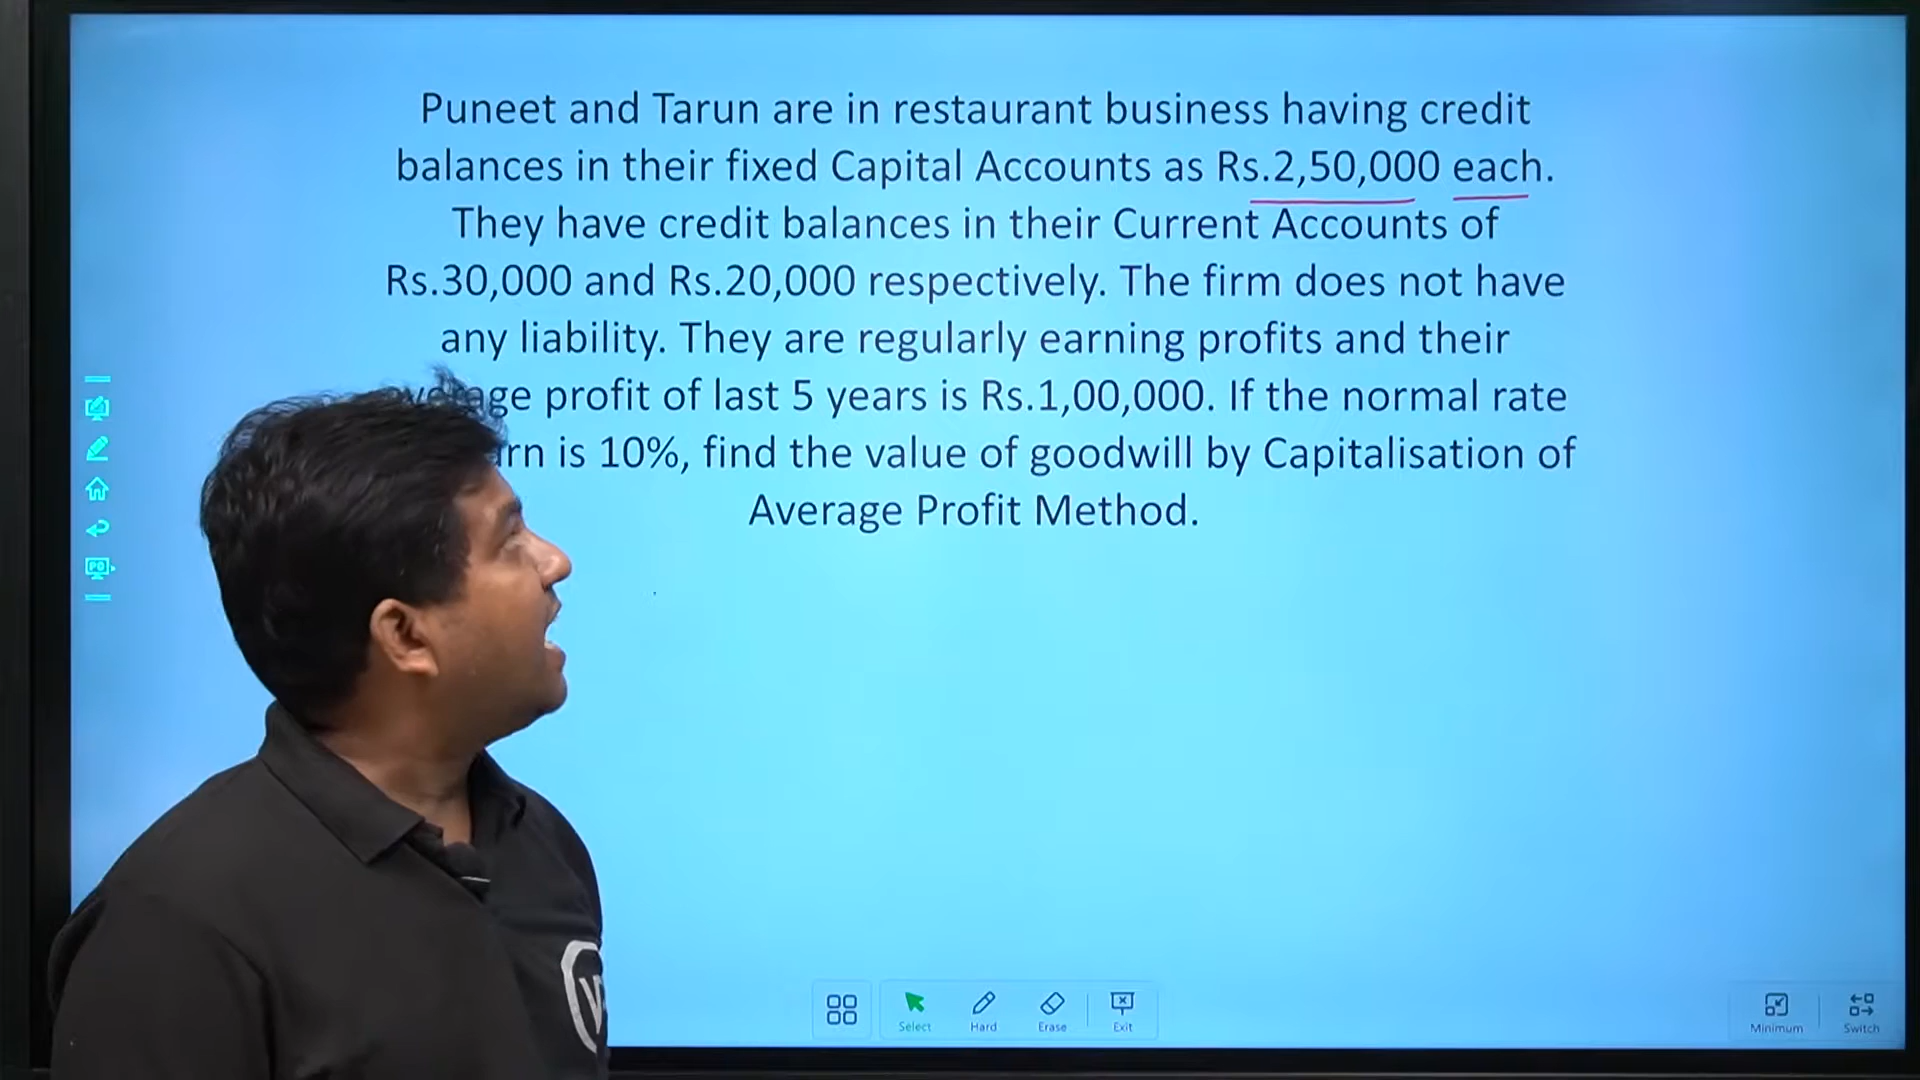 Puneet and Tarun are in restaurant business having credit
balances in their fixed Capital Accounts as Rs.2,50,000 each.
They have credit balances in their Current Accounts of
Rs.30,000 and Rs.20,000 respectively. The firm does not have
any liability. They are regularly earning profits and their
profit of last 5 years is Rs.1,00,000. If the normal rate
is 10%, find the value of goodwill by Capitalisation of
Average Profit Method.
PD
Select
Hard
Erase
Exit
Minimum
Switch